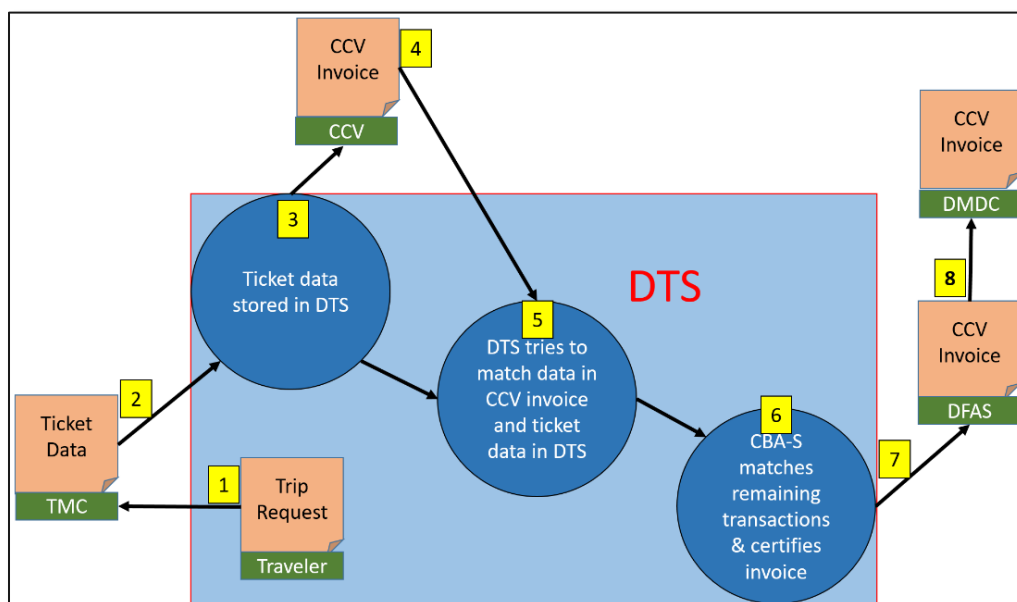 CCV
Invoice
CCV
4
3
Ticket data
stored in DTS
DTS
5
DTS tries to
match data in
CCV invoice
and ticket
data in DTS
2
Ticket
Data
TMC
1
Trip
Request
Traveler
6
CBA-S
matches
remaining
transactions
& certifies
invoice
7
CCV
Invoice
DFAS
8
CCV
Invoice
DMDC